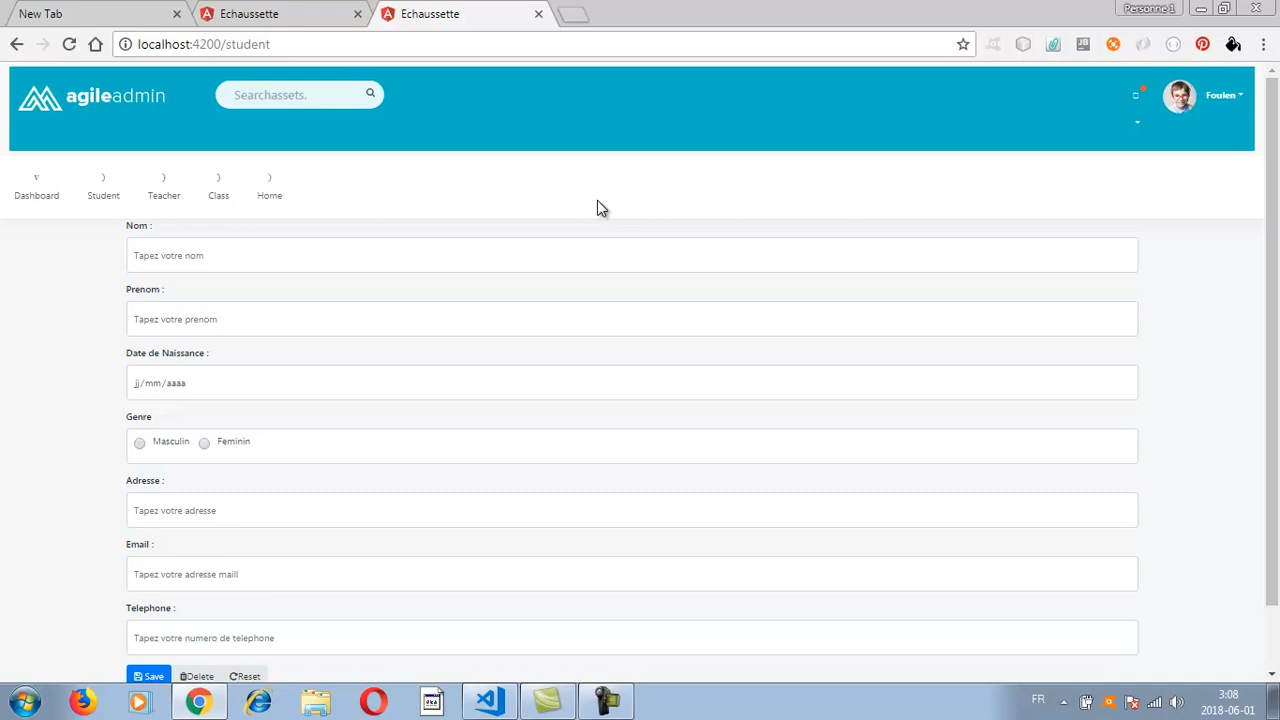 New Tab
Echaussette
Echaussette
Personne 1
localhost:4200/student
agileadmin
Searchassets.
Foulen
Dashboard
Student
Teacher
Class
Home
Nom :
Tapez votre nom
Prenom :
Tapez votre prenom
Date de Naissance :
jj/mm/aaaa
Genre
Masculin
Feminin
Adresse :
Tapez votre adresse
Email :
Tapez votre adresse maill
Telephone :
Tapez votre numero de telephone
Save
Delete
Reset
FR
3:08
2018-06-01